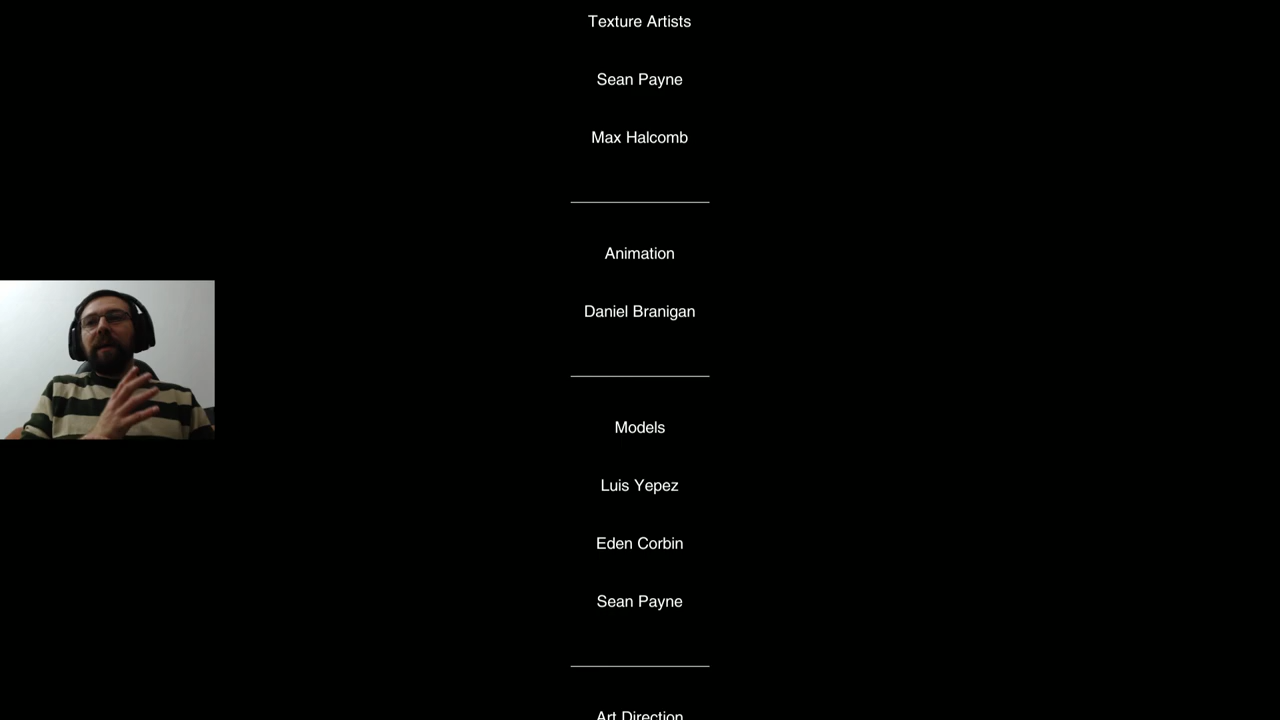 Texture Artists
Sean Payne
Max Halcomb
Animation
Daniel Branigan
Models
Luis Yepez
Eden Corbin
Sean Payne
Art Direction